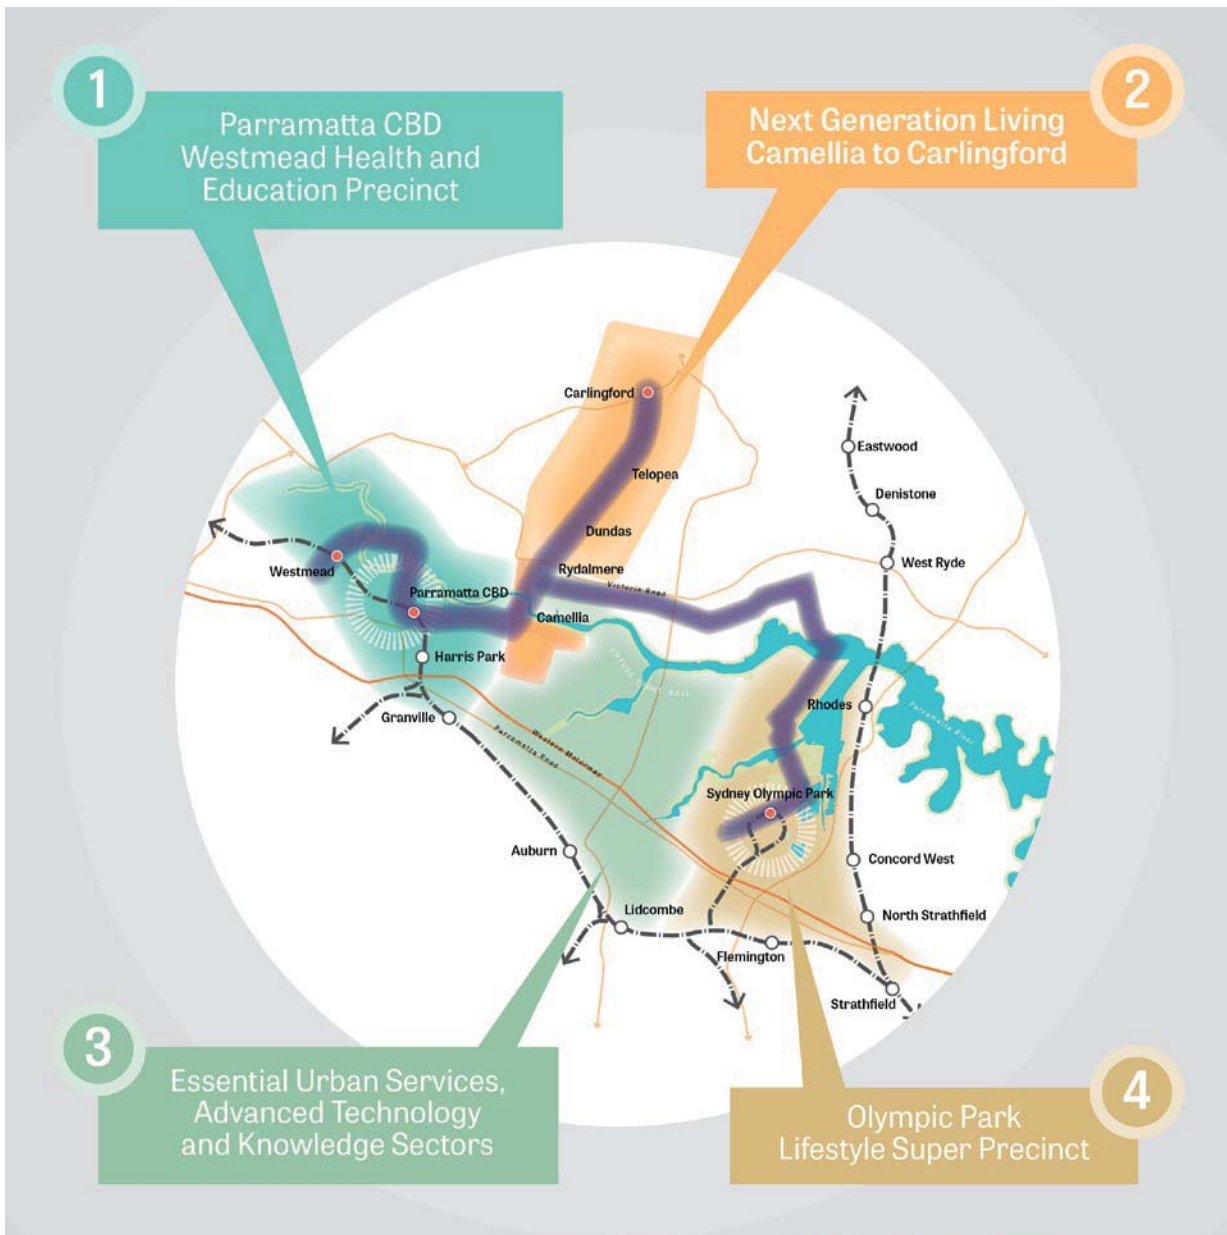 1
Parramatta CBD
Westmead Health and
Education Precinct
2
Next Generation Living
Camellia to Carlingford
Carlingford
Eastwood
Telopea
Denistone
Dundas
West Ryde
Westmead
Rydalmere
Victoria Road
Parramatta CBD
Camellia
Harris Park
FUTURE LIGHT RAIL
Rhodes
Parramatta River
Granville
Western Motorway
Parramatta Road
Sydney Olympic Park
Auburn
Concord West
Lidcombe
North Strathfield
Flemington
Strathfield
3
Essential Urban Services,
Advanced Technology
and Knowledge Sectors
4
Olympic Park
Lifestyle Super Precinct